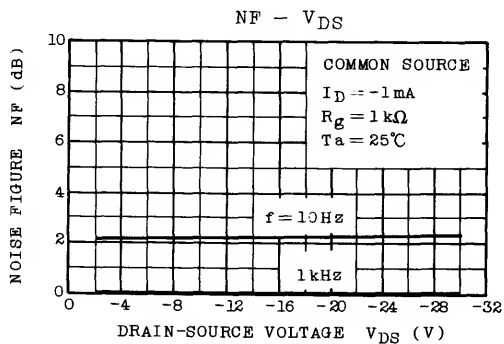 NF − VDS
NOISE FIGURE NF (dB)
10
8
6
4
2
0
COMMON SOURCE
ID = −1mA
Rg = 1kΩ
Ta = 25℃
f = 10Hz
1kHz
0 −4 −8 −12 −16 −20 −24 −28 −32
DRAIN-SOURCE VOLTAGE VDS (V)